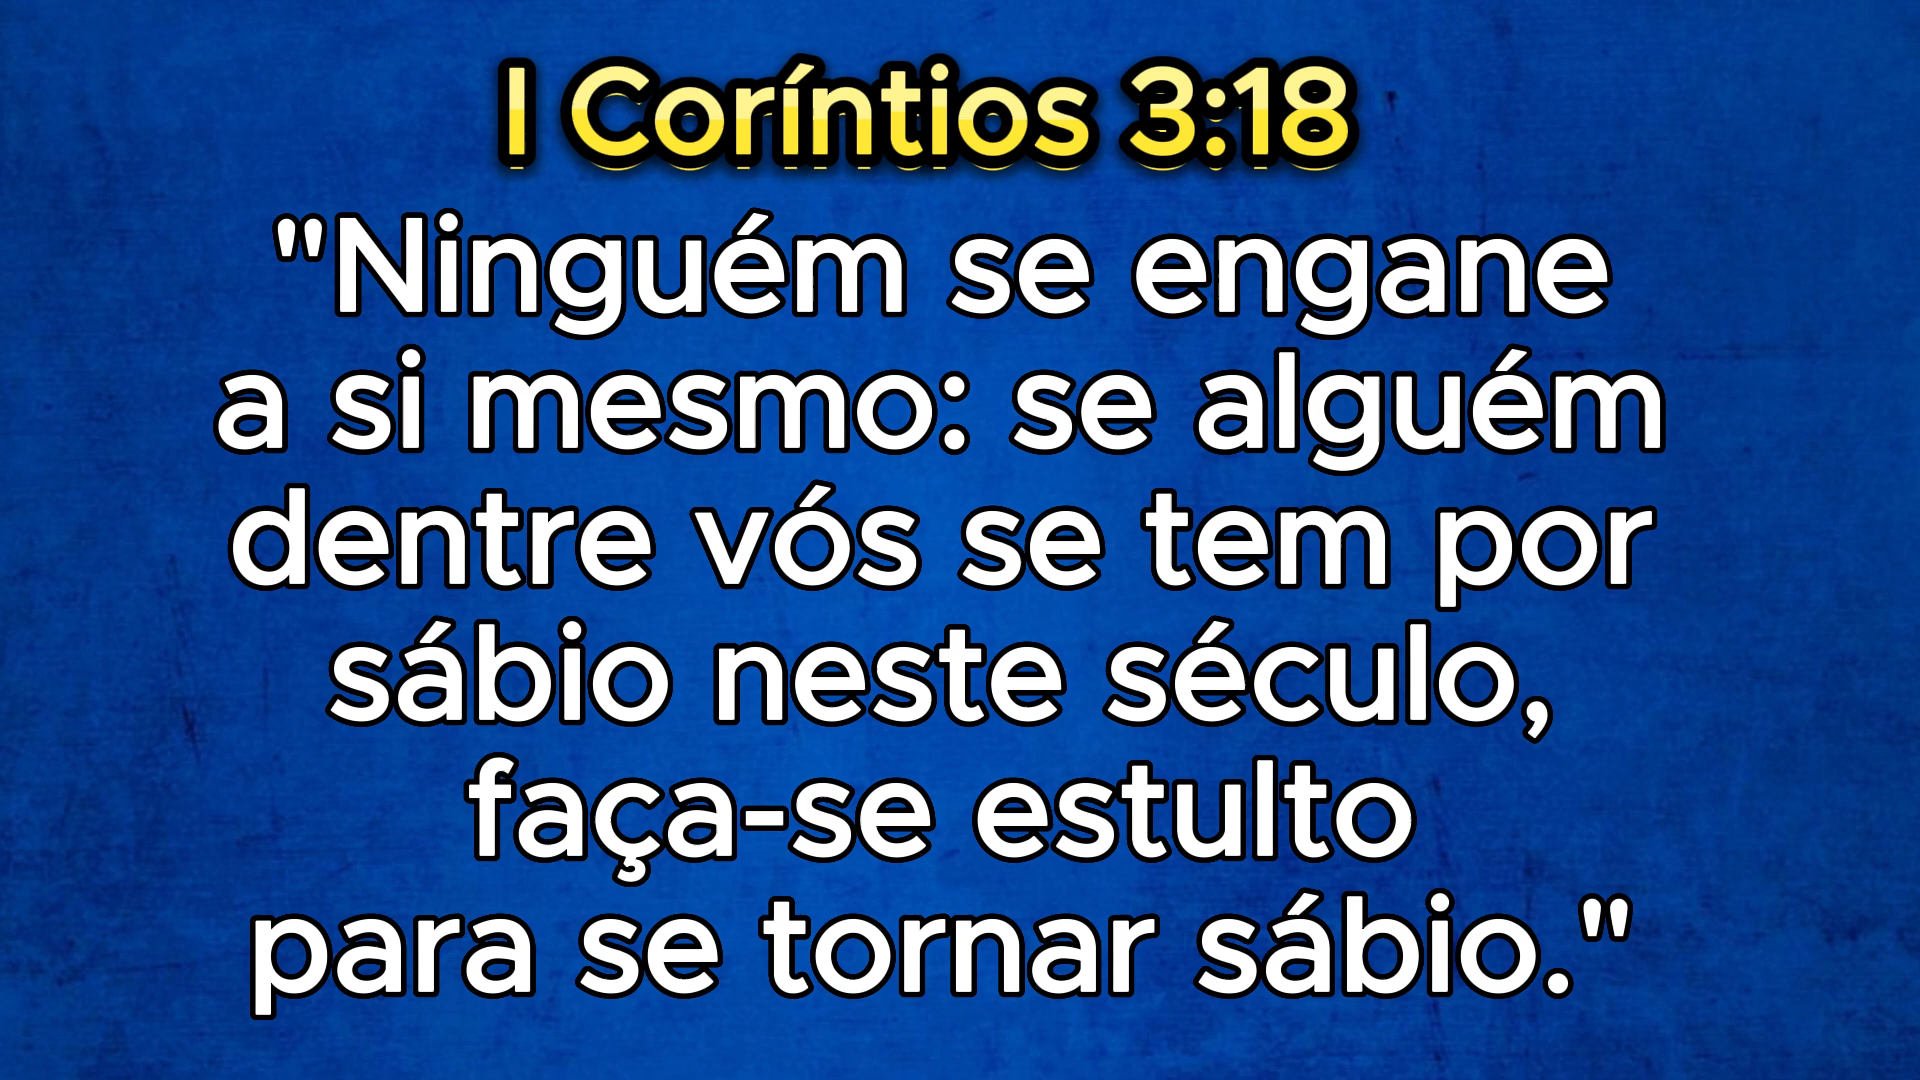 I Coríntios 3:18
"Ninguém se engane
a si mesmo: se alguém
dentre vós se tem por
sábio neste século,
faça-se estulto
para se tornar sábio."